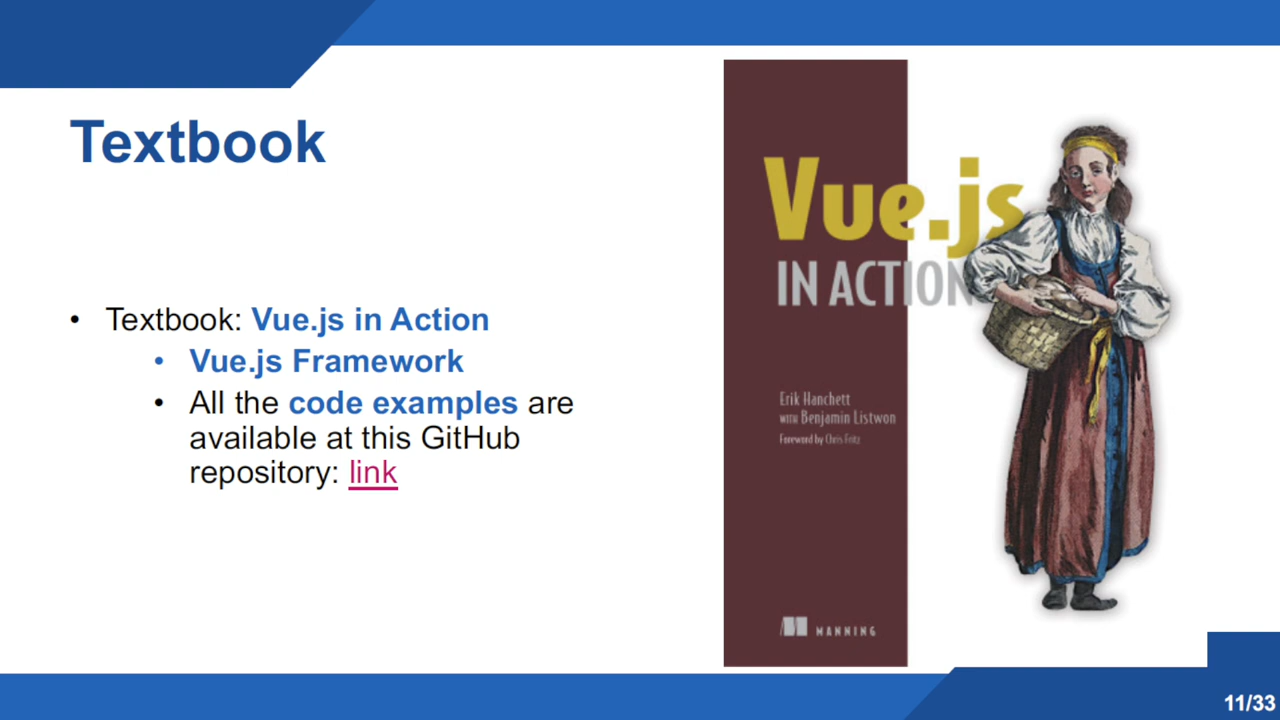 Textbook
• Textbook: Vue.js in Action
• Vue.js Framework
• All the code examples are
available at this GitHub
repository: link
Vue.js
IN ACTION
Erik Hanchett
WITH Benjamin Listwon
Foreword by Chris Fritz
MANNING
11/33